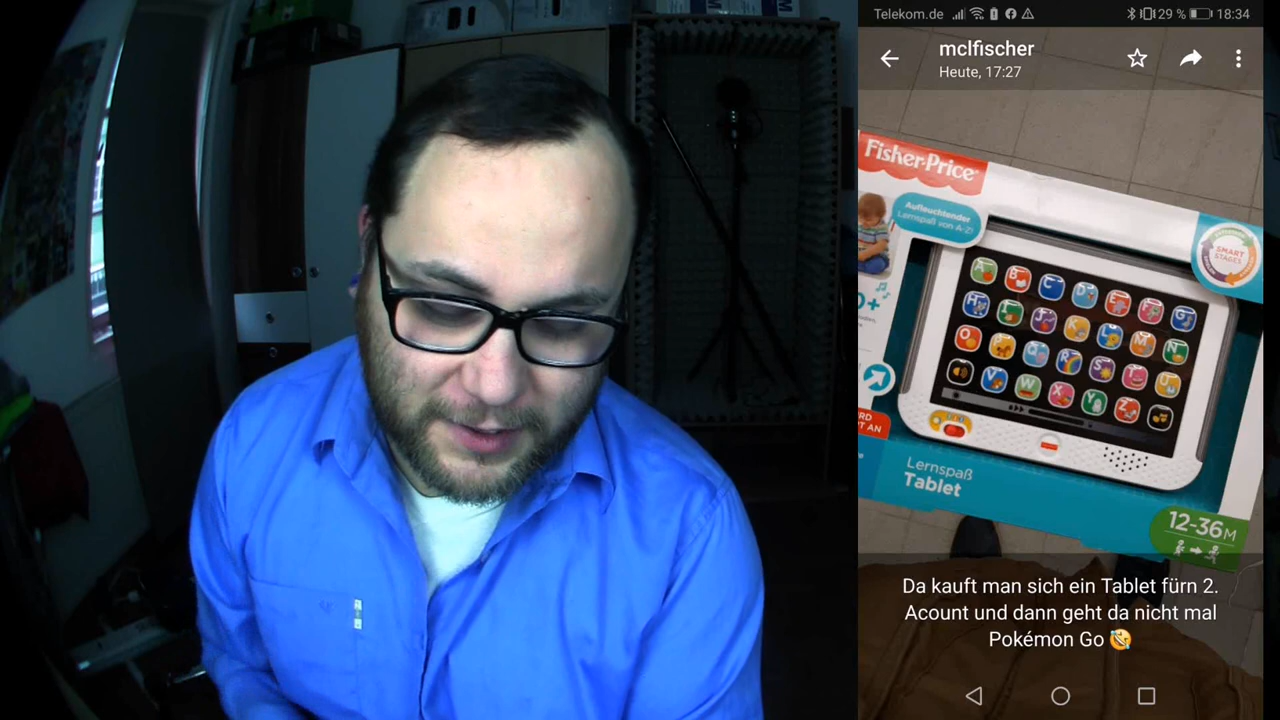 Telekom.de
29 %
18:34
mclfischer
Heute, 17:27
Fisher-Price
Aufleuchtender
Lernspaß von A-Z!
SMART
STAGES
A B C D E F G
H I J K L M N
O P Q R S T U
V W X Y Z
Lernspaß
Tablet
12-36M
Da kauft man sich ein Tablet fürn 2.
Acount und dann geht da nicht mal
Pokémon Go 🤣